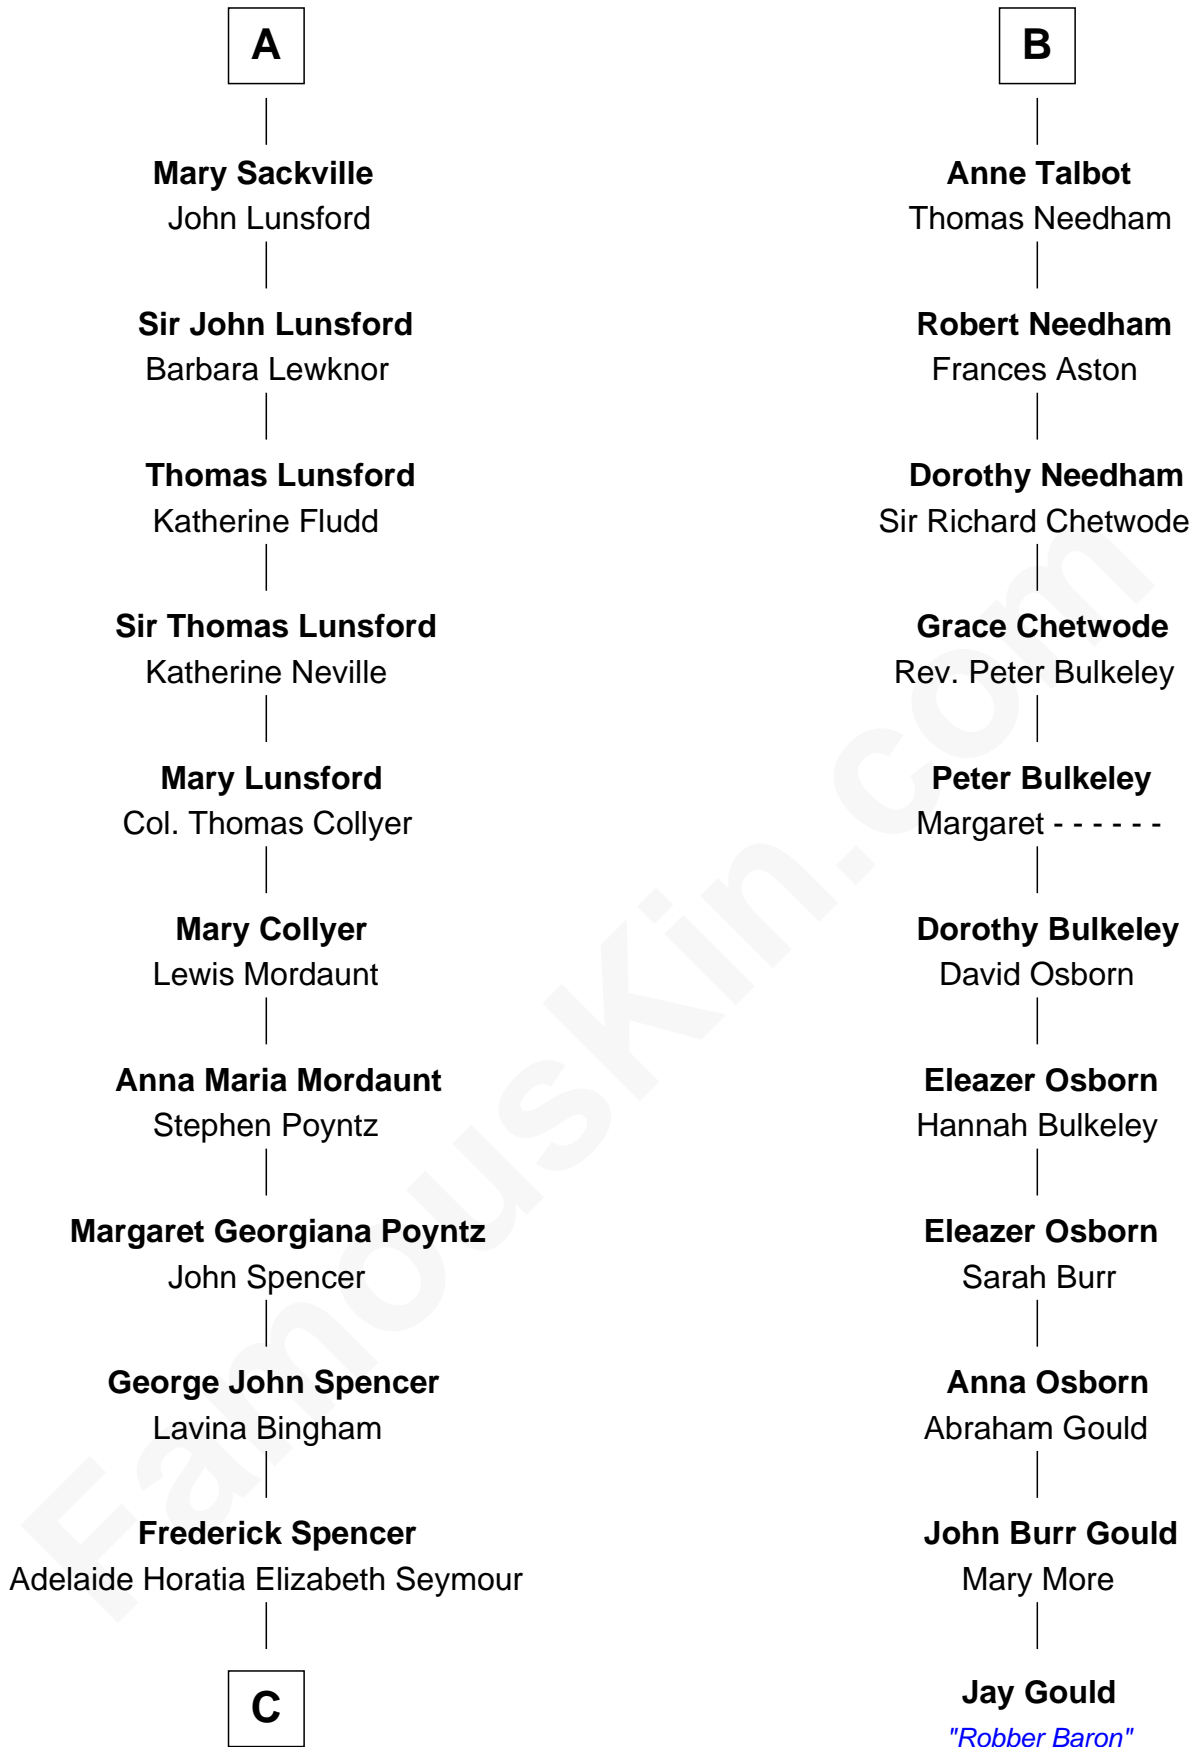 A
Mary Sackville
John Lunsford
Sir John Lunsford
Barbara Lewknor
Thomas Lunsford
Katherine Fludd
Sir Thomas Lunsford
Katherine Neville
Mary Lunsford
Col. Thomas Collyer
Mary Collyer
Lewis Mordaunt
Anna Maria Mordaunt
Stephen Poyntz
Margaret Georgiana Poyntz
John Spencer
George John Spencer
Lavina Bingham
Frederick Spencer
Adelaide Horatia Elizabeth Seymour
C
B
Anne Talbot
Thomas Needham
Robert Needham
Frances Aston
Dorothy Needham
Sir Richard Chetwode
Grace Chetwode
Rev. Peter Bulkeley
Peter Bulkeley
Margaret - - - - - -
Dorothy Bulkeley
David Osborn
Eleazer Osborn
Hannah Bulkeley
Eleazer Osborn
Sarah Burr
Anna Osborn
Abraham Gould
John Burr Gould
Mary More
Jay Gould
"Robber Baron"
FamousKin.com